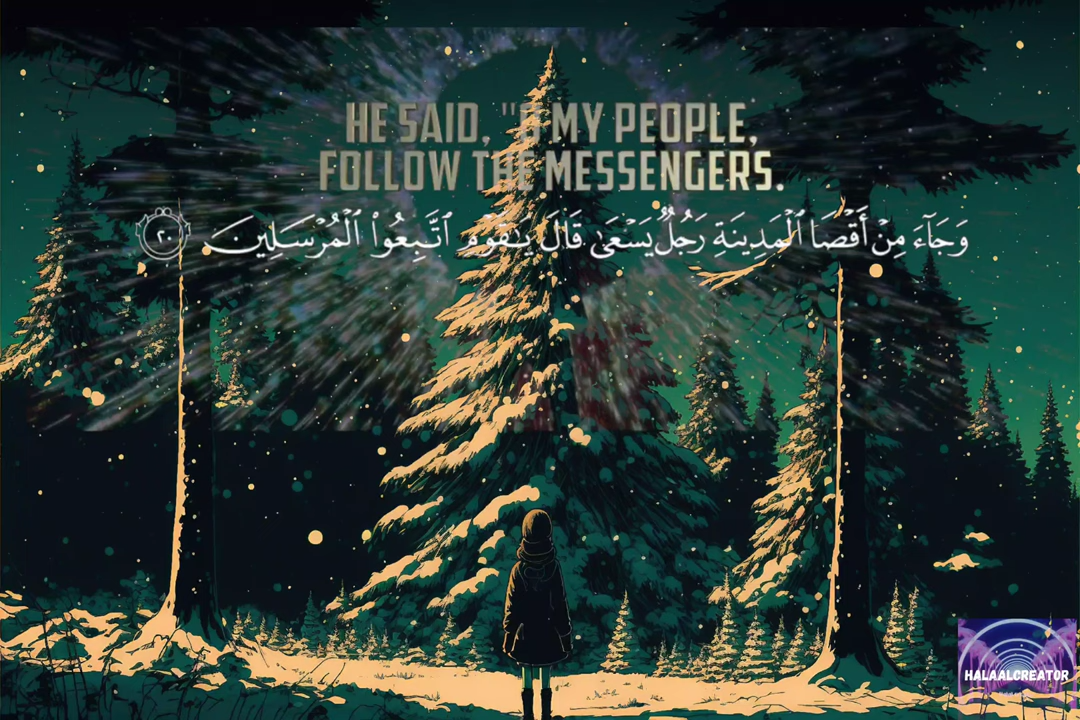 HE SAID, "O MY PEOPLE,
FOLLOW THE MESSENGERS.
وَجَآءَ مِنْ أَقْصَا ٱلْمَدِينَةِ رَجُلٌ يَسْعَىٰ قَالَ يَـٰقَوْمِ ٱتَّبِعُوا۟ ٱلْمُرْسَلِينَ ٢٠
HALAALCREATOR